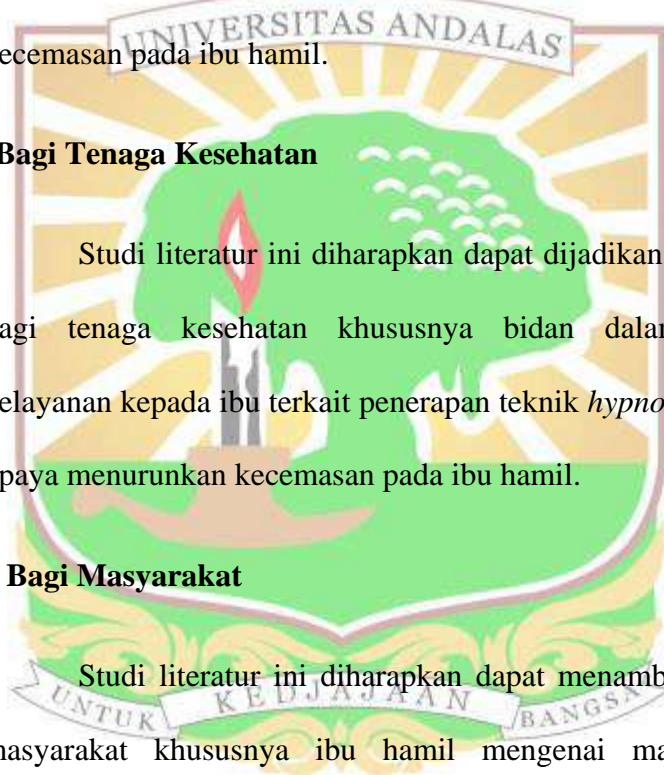 UNIVERSITAS ANDALAS
ecemasan pada ibu hamil.
Bagi Tenaga Kesehatan
Studi literatur ini diharapkan dapat dijadikan
agi tenaga kesehatan khususnya bidan dalam
elayanan kepada ibu terkait penerapan teknik hypno
paya menurunkan kecemasan pada ibu hamil.
Bagi Masyarakat
Studi literatur ini diharapkan dapat menamb
UNTUK KEDJAJAAN BANGSA
masyarakat khususnya ibu hamil mengenai ma